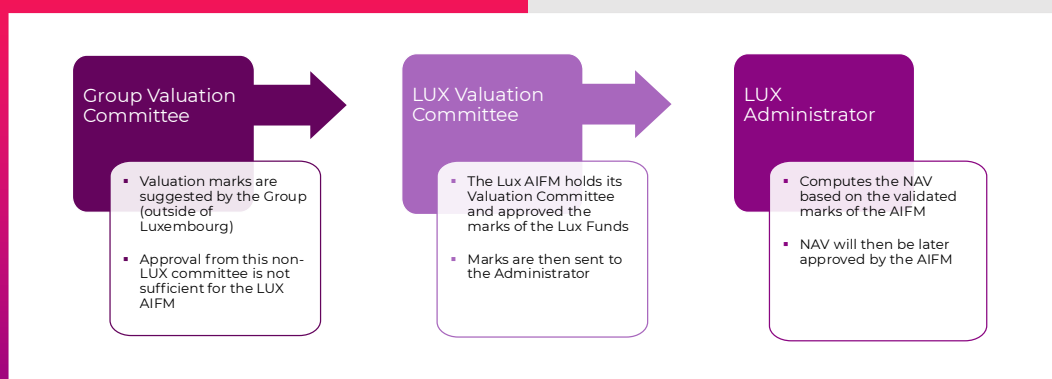 Group Valuation
Committee
Valuation marks are
suggested by the Group
(outside of
Luxembourg)
Approval from this non-
LUX committee is not
sufficient for the LUX
AIFM
LUX Valuation
Committee
The Lux AIFM holds its
Valuation Committee
and approved the
marks of the Lux Funds
Marks are then sent to
the Administrator
LUX
Administrator
Computes the NAV
based on the validated
marks of the AIFM
NAV will then be later
approved by the AIFM